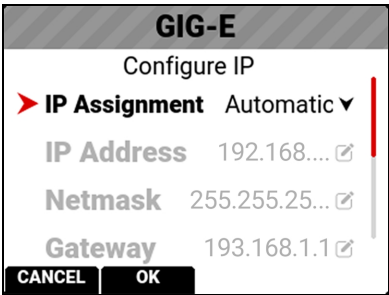 GIG-E
Configure IP
IP Assignment Automatic
IP Address 192.168....
Netmask 255.255.25...
Gateway 193.168.1.1
CANCEL OK